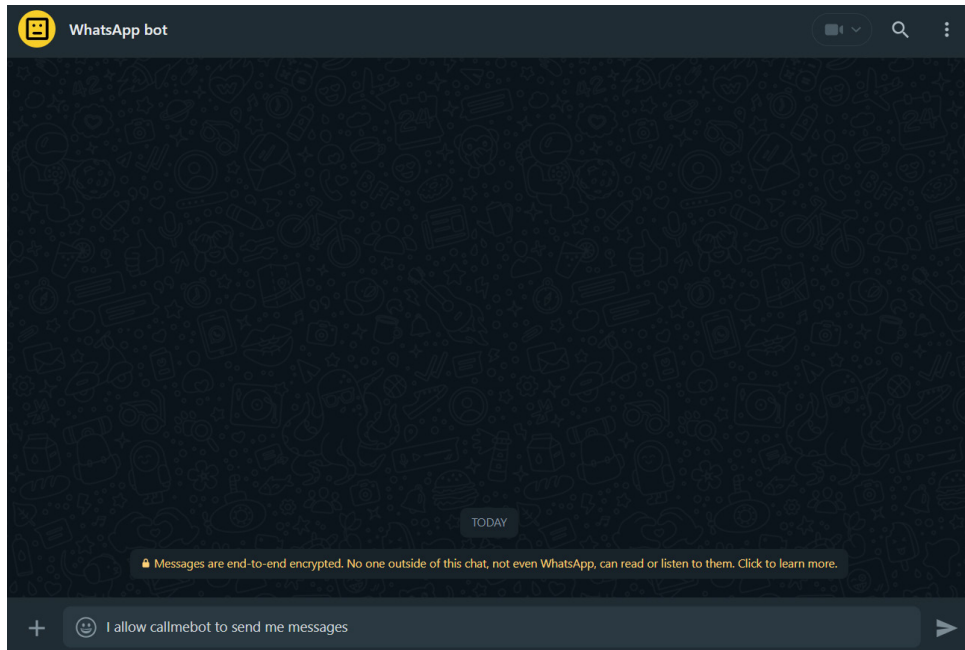 WhatsApp bot
TODAY
Messages are end-to-end encrypted. No one outside of this chat, not even WhatsApp, can read or listen to them. Click to learn more.
I allow callmebot to send me messages